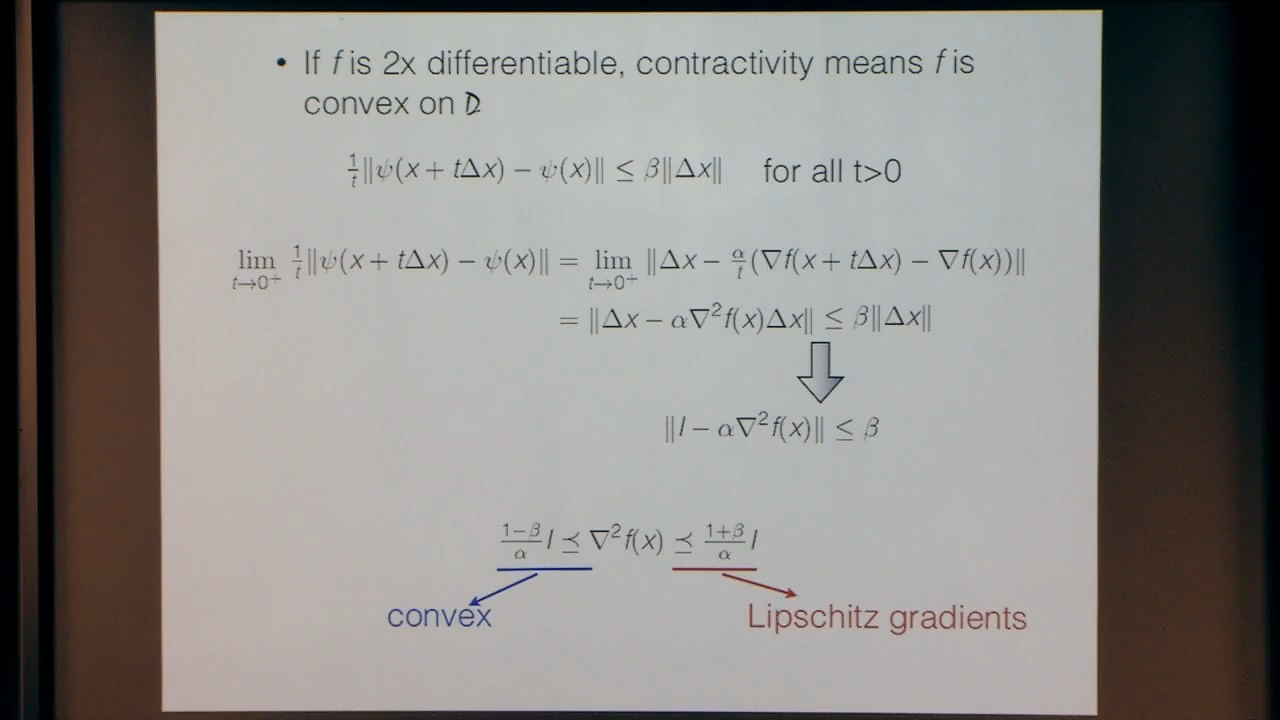 • If f is 2x differentiable, contractivity means f is
convex on D
1/t ‖ψ(x + tΔx) − ψ(x)‖ ≤ β‖Δx‖ for all t>0
lim_{t→0⁺} 1/t ‖ψ(x + tΔx) − ψ(x)‖ = lim_{t→0⁺} ‖Δx − α/t (∇f(x + tΔx) − ∇f(x))‖
= ‖Δx − α∇²f(x)Δx‖ ≤ β‖Δx‖
‖I − α∇²f(x)‖ ≤ β
(1−β)/α I ⪯ ∇²f(x) ⪯ (1+β)/α I
convex Lipschitz gradients